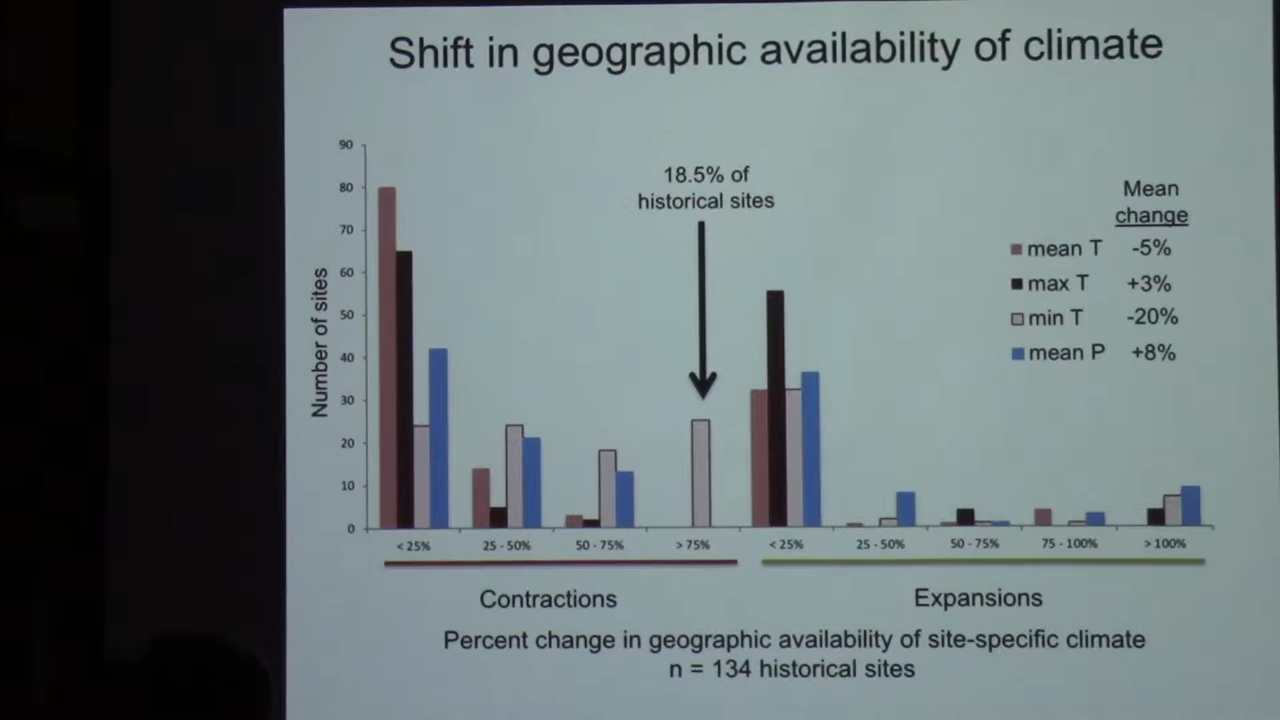 Shift in geographic availability of climate
90
80
70
60
50
40
30
20
10
0
Number of sites
18.5% of
historical sites
Mean
change
mean T -5%
max T +3%
min T -20%
mean P +8%
< 25% 25 - 50% 50 - 75% > 75% < 25% 25 - 50% 50 - 75% 75 - 100% > 100%
Contractions Expansions
Percent change in geographic availability of site-specific climate
n = 134 historical sites